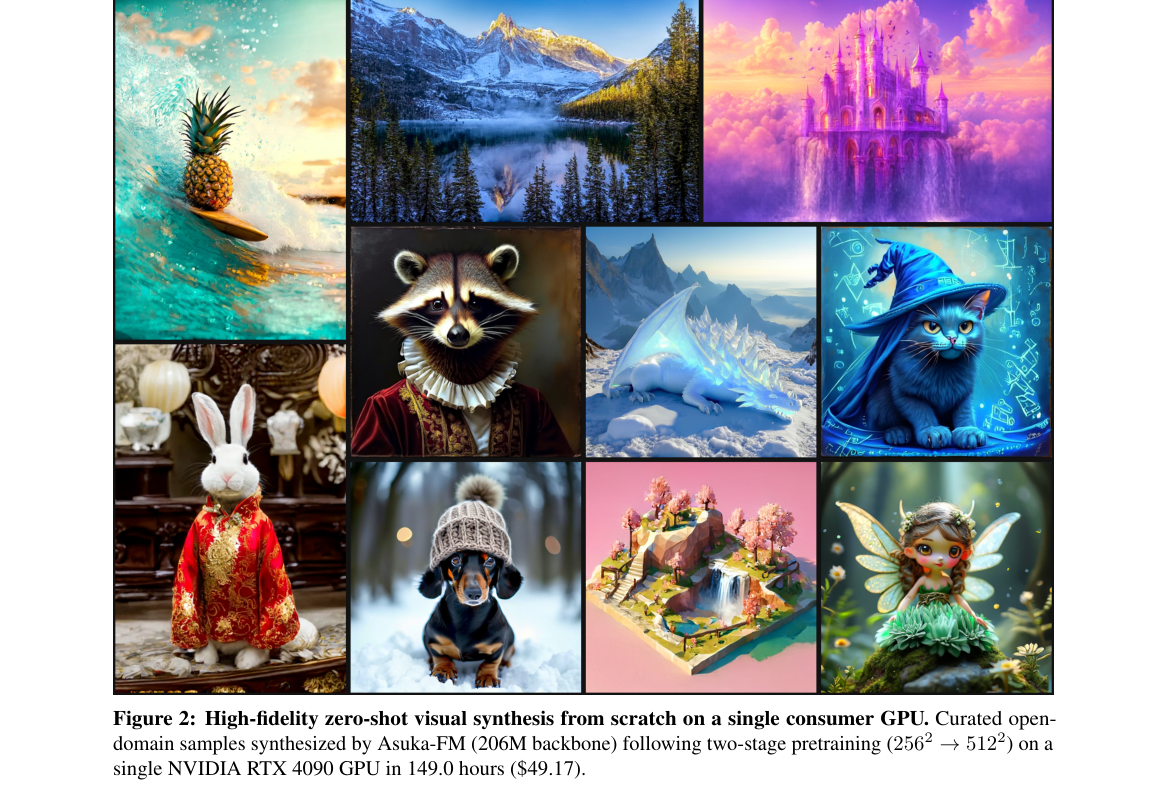 Figure 2: High-fidelity zero-shot visual synthesis from scratch on a single consumer GPU. Curated open-
domain samples synthesized by Asuka-FM (206M backbone) following two-stage pretraining (256² → 512²) on a
single NVIDIA RTX 4090 GPU in 149.0 hours ($49.17).